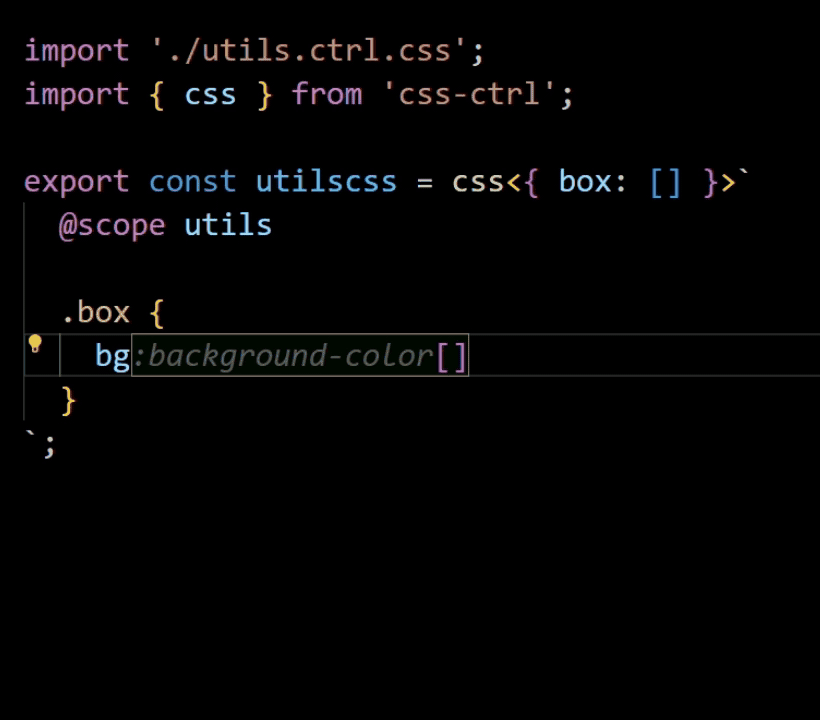 import './utils.ctrl.css';
import { css } from 'css-ctrl';
export const utilscss = css<{ box: [] }>`
@scope utils
.box {
bg:background-color[]
}
`;